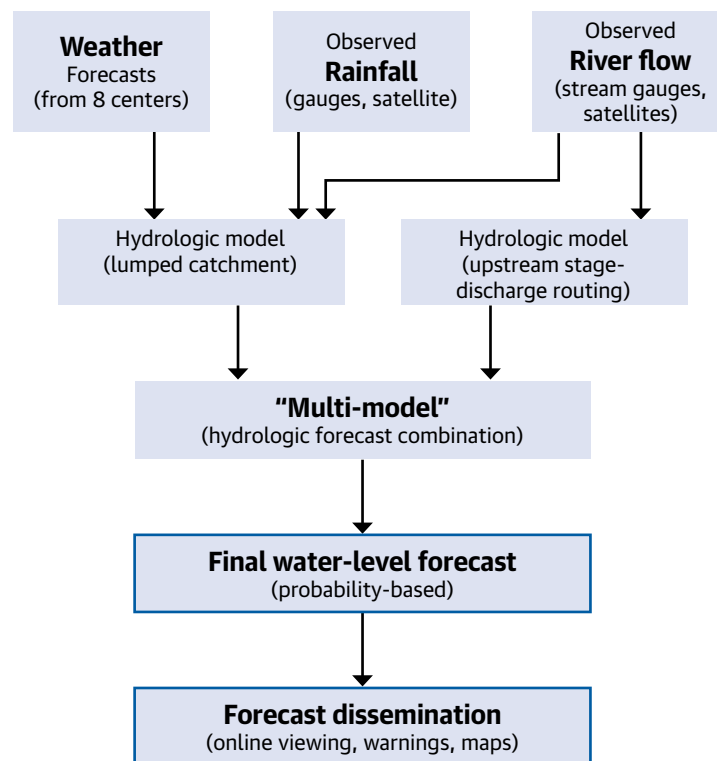 Weather
Forecasts
(from 8 centers)
Observed
Rainfall
(gauges, satellite)
Observed
River flow
(stream gauges,
satellites)
Hydrologic model
(lumped catchment)
Hydrologic model
(upstream stage-
discharge routing)
“Multi-model”
(hydrologic forecast combination)
Final water-level forecast
(probability-based)
Forecast dissemination
(online viewing, warnings, maps)